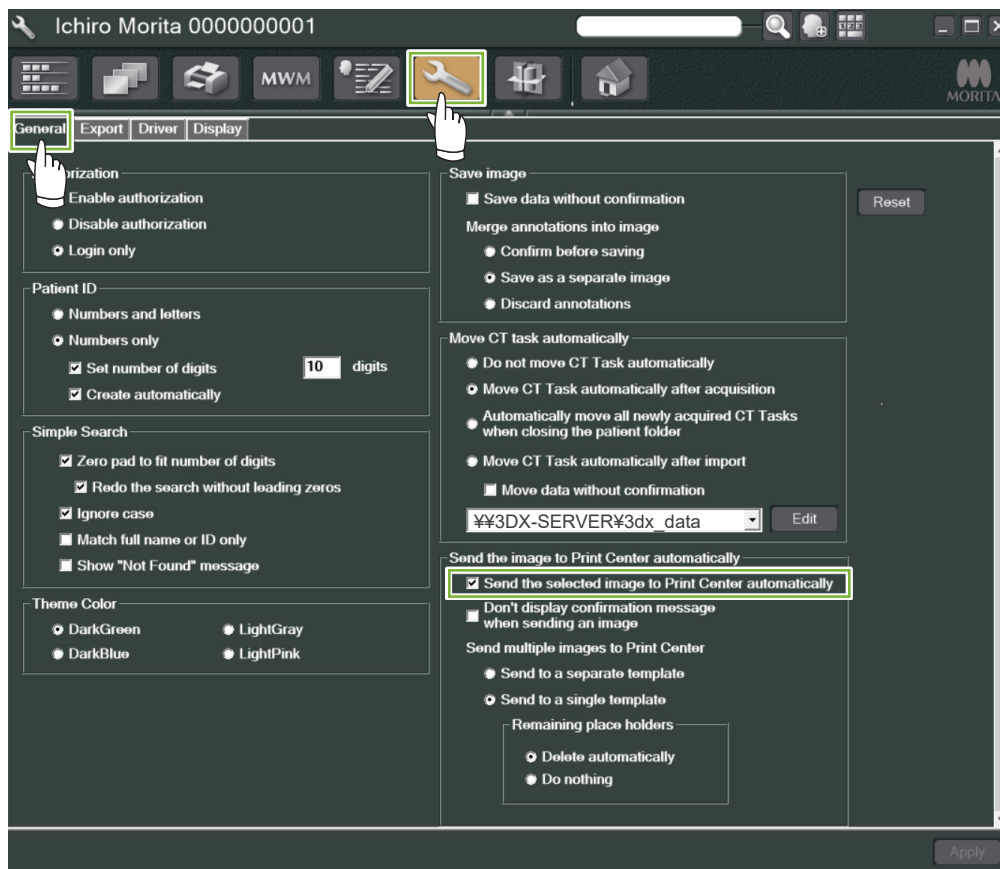 Ichiro Morita 0000000001
MWM
MORITA
General Export Driver Display
orization
Enable authorization
Disable authorization
Login only
Patient ID
Numbers and letters
Numbers only
Set number of digits 10 digits
Create automatically
Simple Search
Zero pad to fit number of digits
Redo the search without leading zeros
Ignore case
Match full name or ID only
Show "Not Found" message
Theme Color
DarkGreen LightGray
DarkBlue LightPink
Save image
Save data without confirmation
Merge annotations into image
Confirm before saving
Save as a separate image
Discard annotations
Move CT task automatically
Do not move CT Task automatically
Move CT Task automatically after acquisition
Automatically move all newly acquired CT Tasks
when closing the patient folder
Move CT Task automatically after import
Move data without confirmation
¥¥3DX-SERVER¥3dx_data Edit
Send the image to Print Center automatically
Send the selected image to Print Center automatically
Don't display confirmation message
when sending an image
Send multiple images to Print Center
Send to a separate template
Send to a single template
Remaining place holders
Delete automatically
Do nothing
Reset
Apply